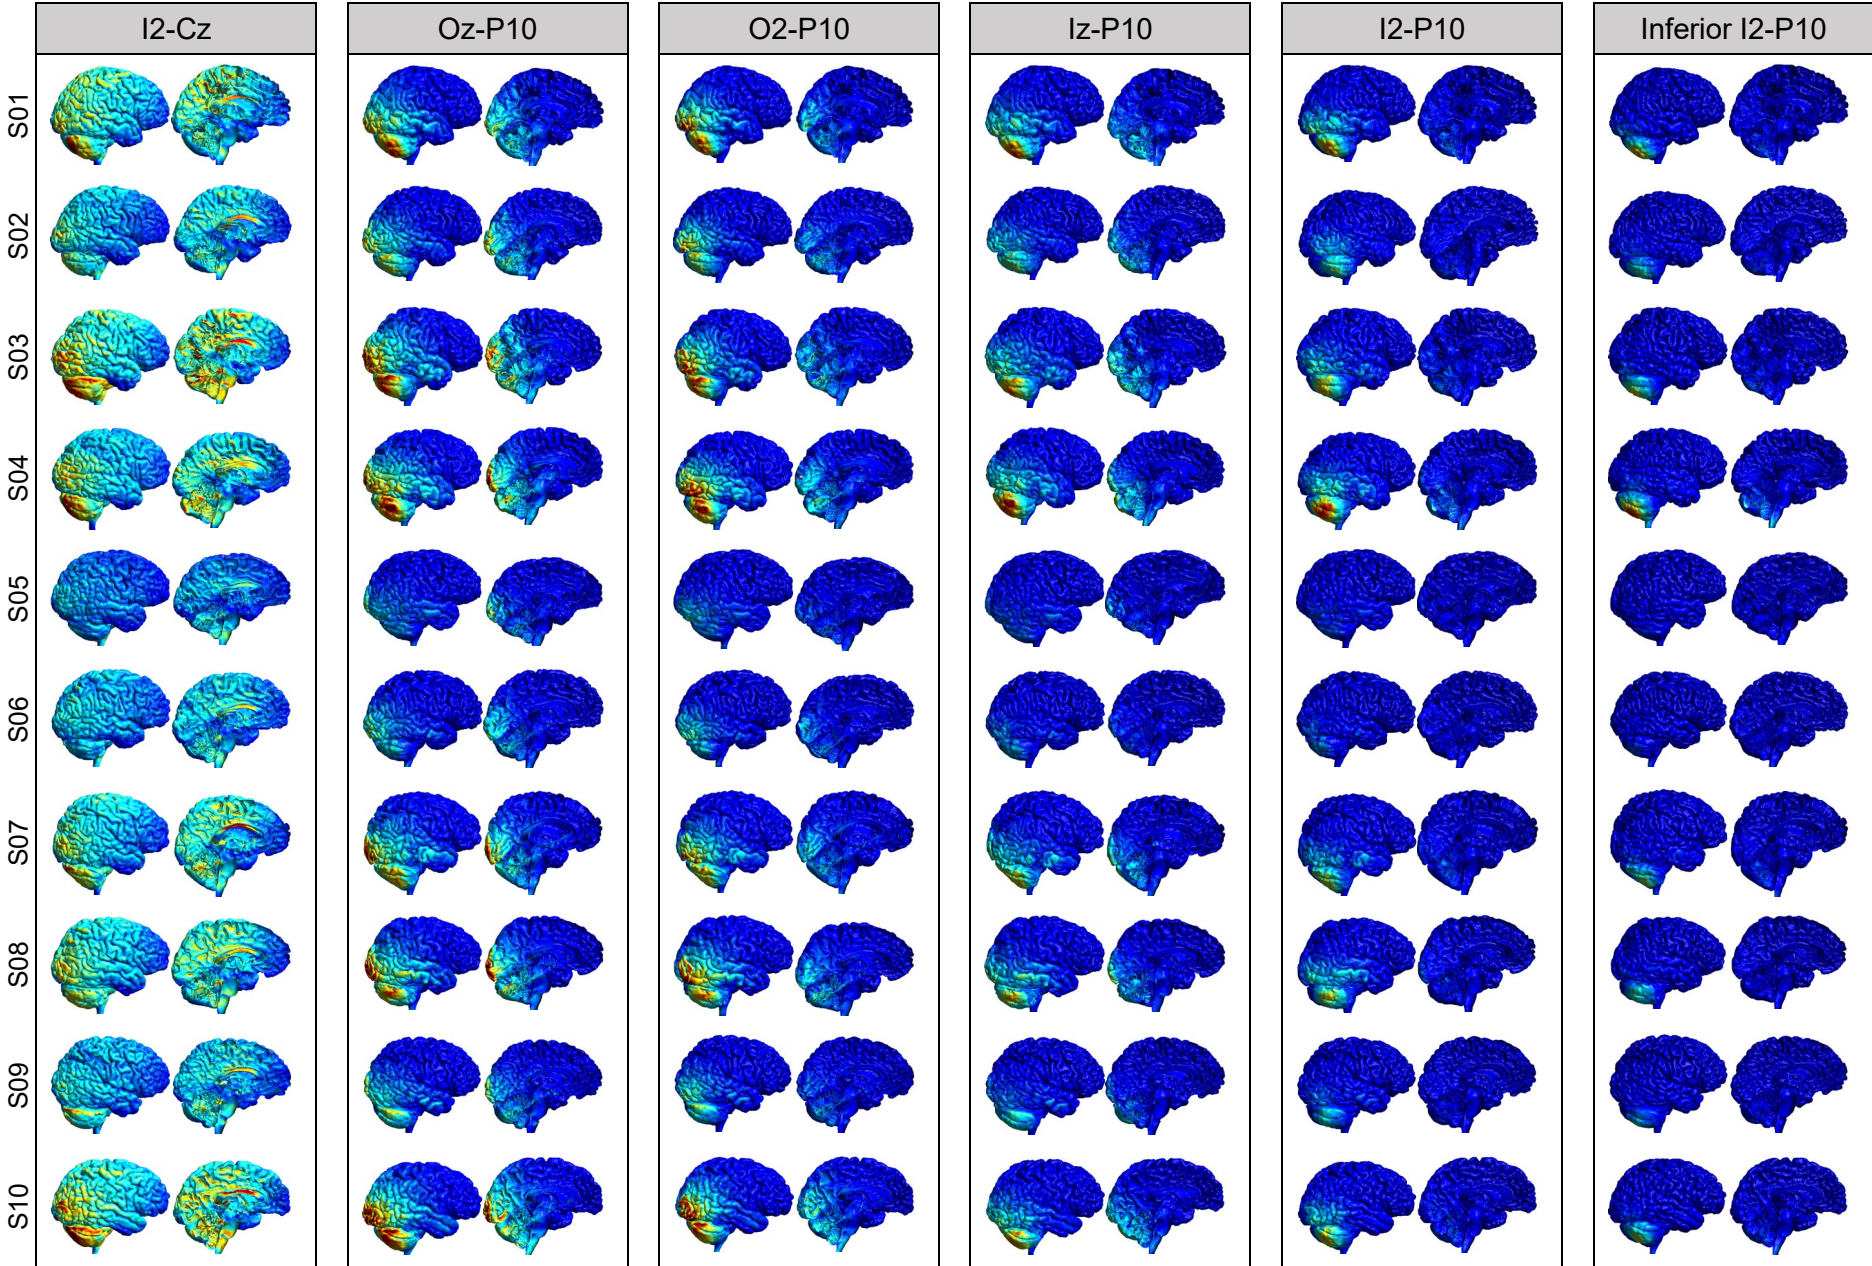 I2-Cz
Oz-P10
O2-P10
Iz-P10
I2-P10
Inferior I2-P10
S01
S02
S03
S04
S05
S06
S07
S08
S09
S10